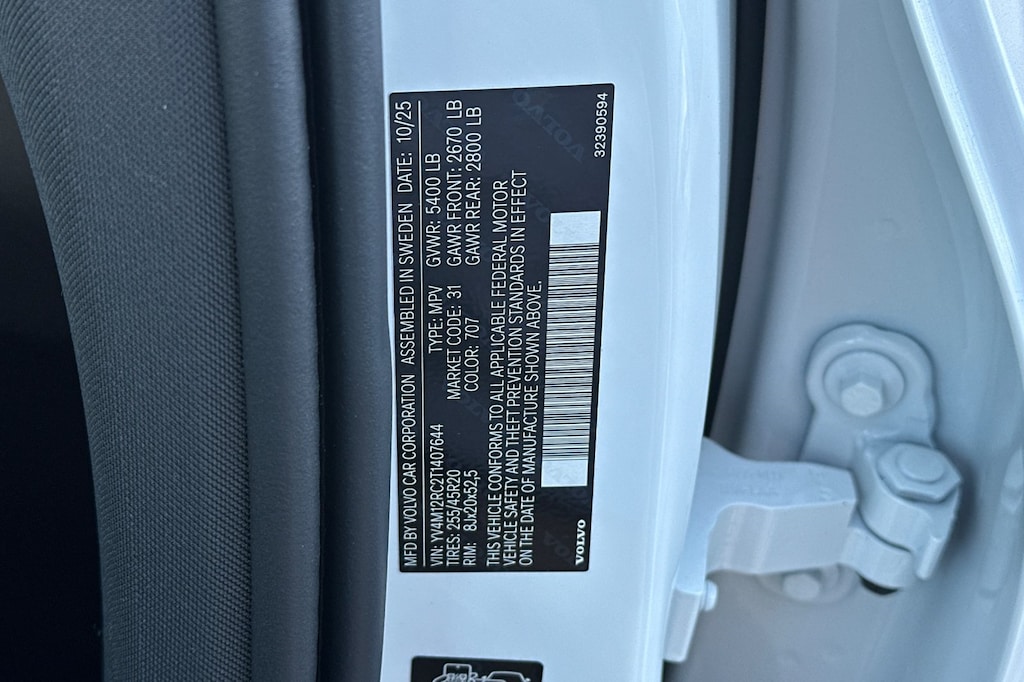 MFD BY VOLVO CAR CORPORATION ASSEMBLED IN SWEDEN DATE: 10/25
VIN: YV4M12RC2T1407644 TYPE: MPV GVWR: 5400 LB
TIRES: 255/45R20 MARKET CODE: 31 GAWR FRONT: 2670 LB
RIM: 8Jx20x52,5 COLOR: 707 GAWR REAR: 2800 LB
THIS VEHICLE CONFORMS TO ALL APPLICABLE FEDERAL MOTOR
VEHICLE SAFETY AND THEFT PREVENTION STANDARDS IN EFFECT
ON THE DATE OF MANUFACTURE SHOWN ABOVE.
VOLVO
32390594